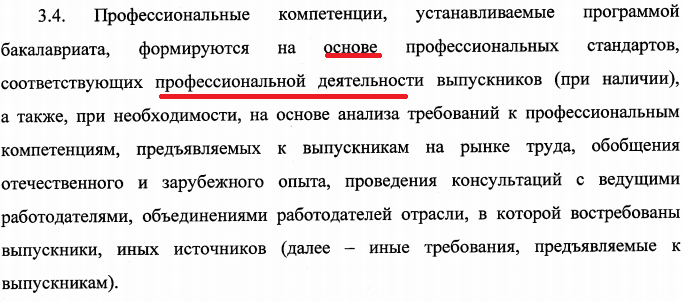 3.4. Профессиональные компетенции, устанавливаемые программой
бакалавриата, формируются на основе профессиональных стандартов,
соответствующих профессиональной деятельности выпускников (при наличии),
а также, при необходимости, на основе анализа требований к профессиональным
компетенциям, предъявляемых к выпускникам на рынке труда, обобщения
отечественного и зарубежного опыта, проведения консультаций с ведущими
работодателями, объединениями работодателей отрасли, в которой востребованы
выпускники, иных источников (далее – иные требования, предъявляемые к
выпускникам).